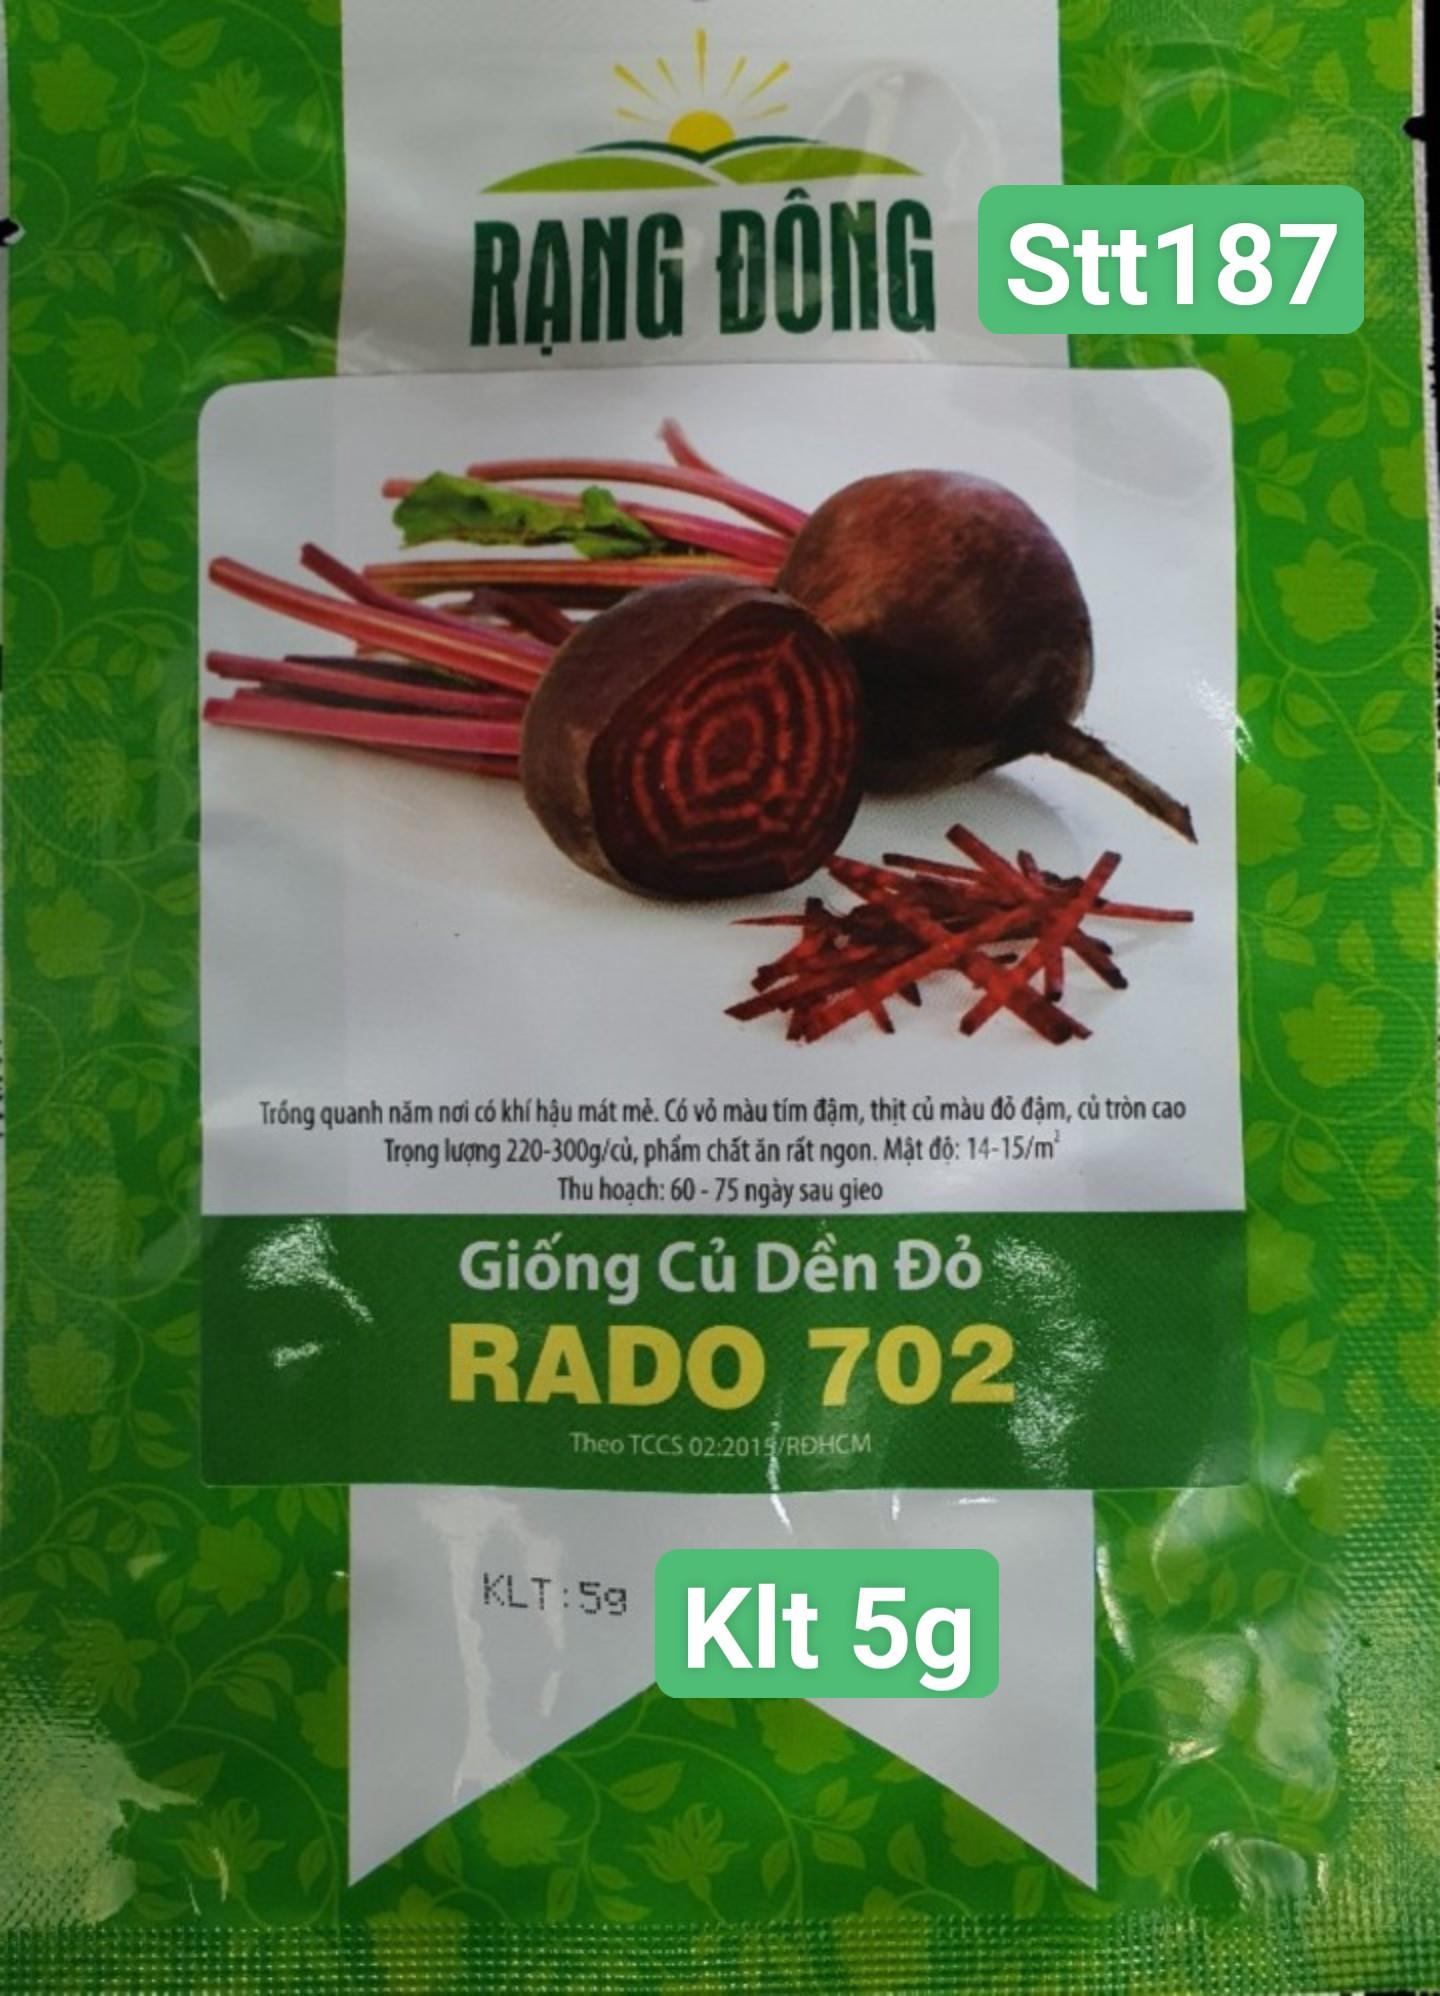 RẠNG ĐÔNG
Stt187
Trồng quanh năm nơi có khí hậu mát mẻ. Có vỏ màu tím đậm, thịt củ màu đỏ đậm, củ tròn cao
Trọng lượng 220-300g/củ, phẩm chất ăn rất ngon. Mật độ: 14-15/m²
Thu hoạch: 60 - 75 ngày sau gieo
Giống Củ Dền Đỏ
RADO 702
Theo TCCS 02:2015/RĐHCM
KLT:5g
Klt 5g